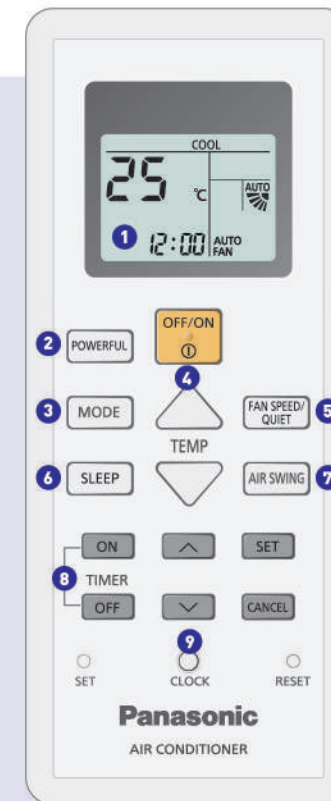 COOL
25 °C AUTO
1 12:00 AUTO FAN
OFF/ON
2 POWERFUL
4
3 MODE FAN SPEED/ QUIET 5
TEMP
6 SLEEP AIR SWING 7
ON SET
8 TIMER
OFF CANCEL
9
SET CLOCK RESET
Panasonic
AIR CONDITIONER